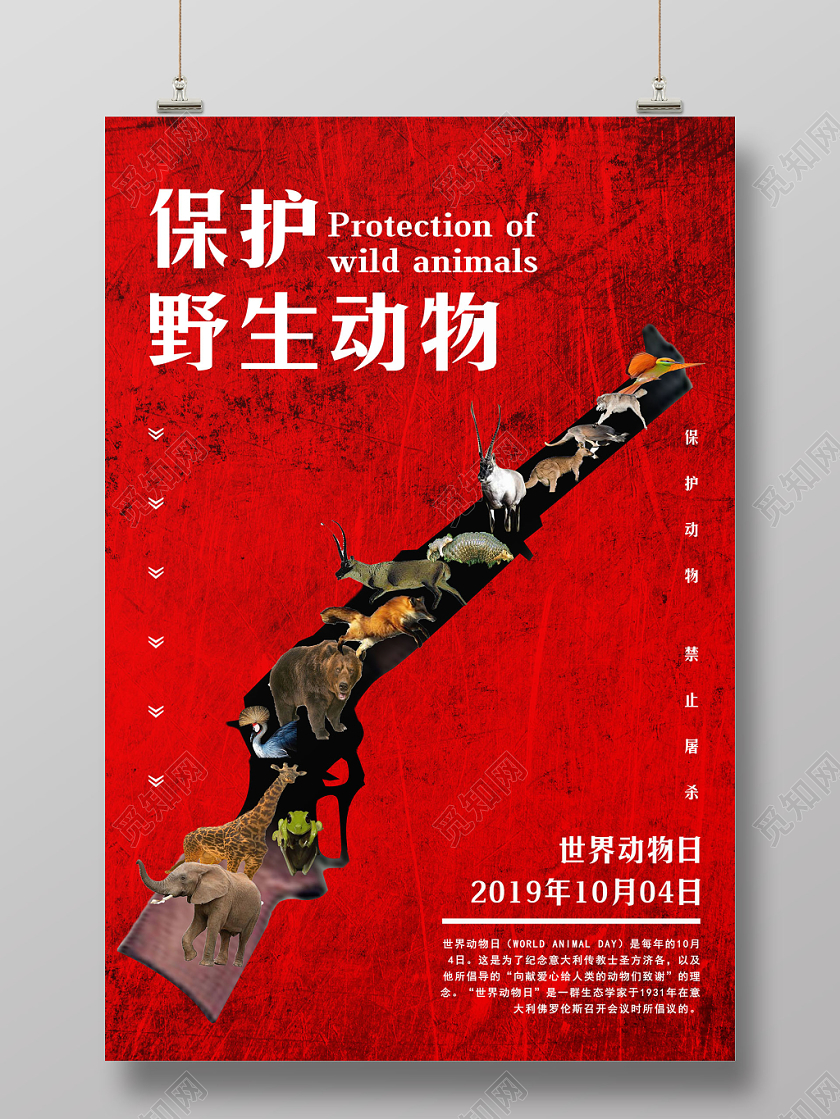 保护
Protection of
wild animals
野生动物
保护动物 禁止屠杀
世界动物日
2019年10月04日
世界动物日（WORLD ANIMAL DAY）是每年的10月
4日。这是为了纪念意大利传教士圣方济各，以及
他所倡导的“向献爱心给人类的动物们致谢”的理
念。“世界动物日”是一群生态学家于1931年在意
大利佛罗伦斯召开会议时所倡议的。
觅知网